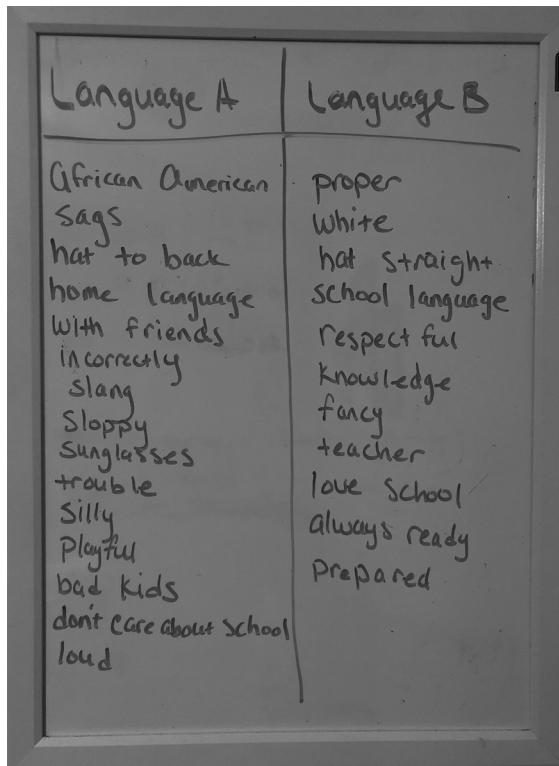 Language A
African American
sags
hat to back
home language
with friends
incorrectly
slang
Sloppy
Sunglasses
trouble
Silly
Playful
bad kids
don't care about school
loud
Language B
proper
white
hat straight
school language
respectful
knowledge
fancy
teacher
love school
always ready
prepared